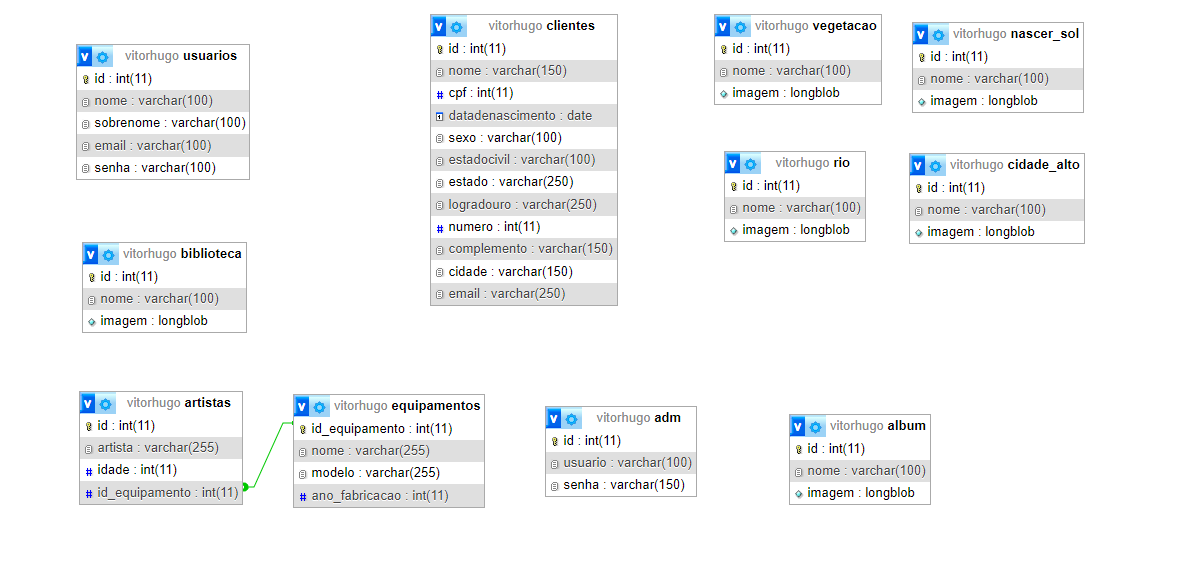 vitorhugo usuarios
id : int(11)
nome : varchar(100)
sobrenome : varchar(100)
email : varchar(100)
senha : varchar(100)
vitorhugo clientes
id : int(11)
nome : varchar(150)
cpf : int(11)
datadenascimento : date
sexo : varchar(100)
estadocivil : varchar(100)
estado : varchar(250)
logradouro : varchar(250)
numero : int(11)
complemento : varchar(150)
cidade : varchar(150)
email : varchar(250)
vitorhugo vegetacao
id : int(11)
nome : varchar(100)
imagem : longblob
vitorhugo nascer_sol
id : int(11)
nome : varchar(100)
imagem : longblob
vitorhugo rio
id : int(11)
nome : varchar(100)
imagem : longblob
vitorhugo cidade_alto
id : int(11)
nome : varchar(100)
imagem : longblob
vitorhugo biblioteca
id : int(11)
nome : varchar(100)
imagem : longblob
vitorhugo artistas
id : int(11)
artista : varchar(255)
idade : int(11)
id_equipamento : int(11)
vitorhugo equipamentos
id_equipamento : int(11)
nome : varchar(255)
modelo : varchar(255)
ano_fabricacao : int(11)
vitorhugo adm
id : int(11)
usuario : varchar(100)
senha : varchar(150)
vitorhugo album
id : int(11)
nome : varchar(100)
imagem : longblob